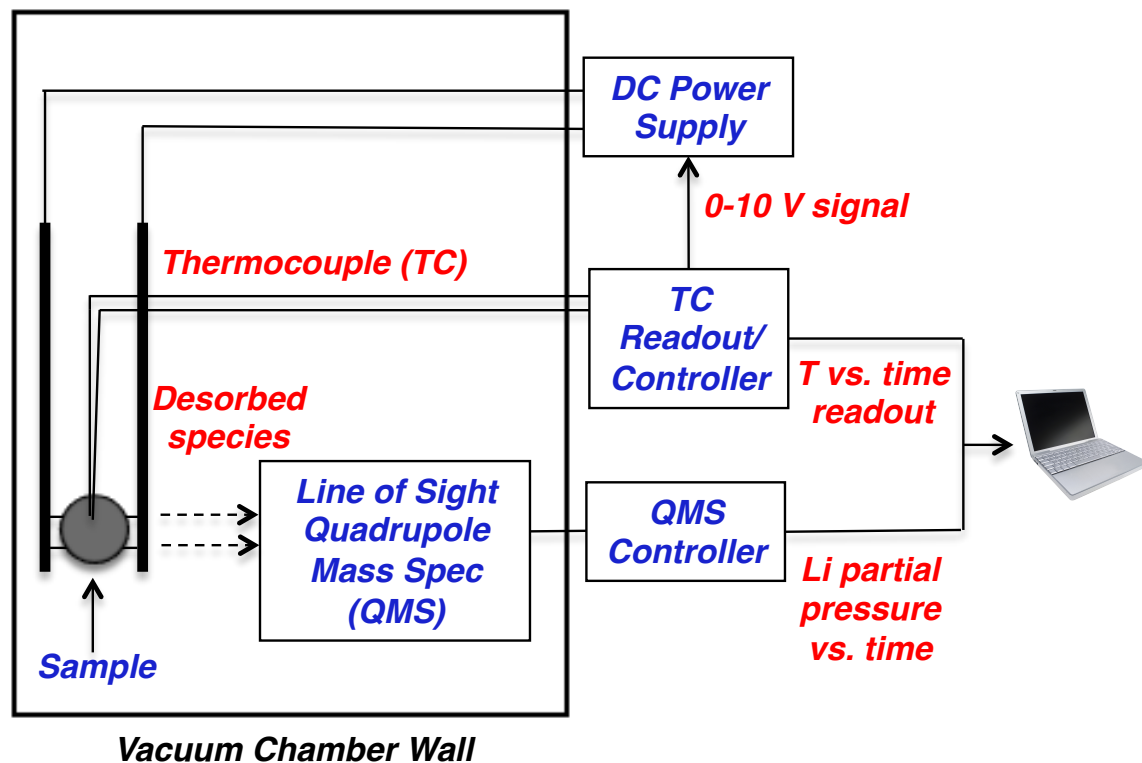 DC Power
Supply
0-10 V signal
Thermocouple (TC)
TC
Readout/
Controller
T vs. time
readout
Desorbed
species
Line of Sight
Quadrupole
Mass Spec
(QMS)
QMS
Controller
Li partial
pressure
vs. time
Sample
Vacuum Chamber Wall